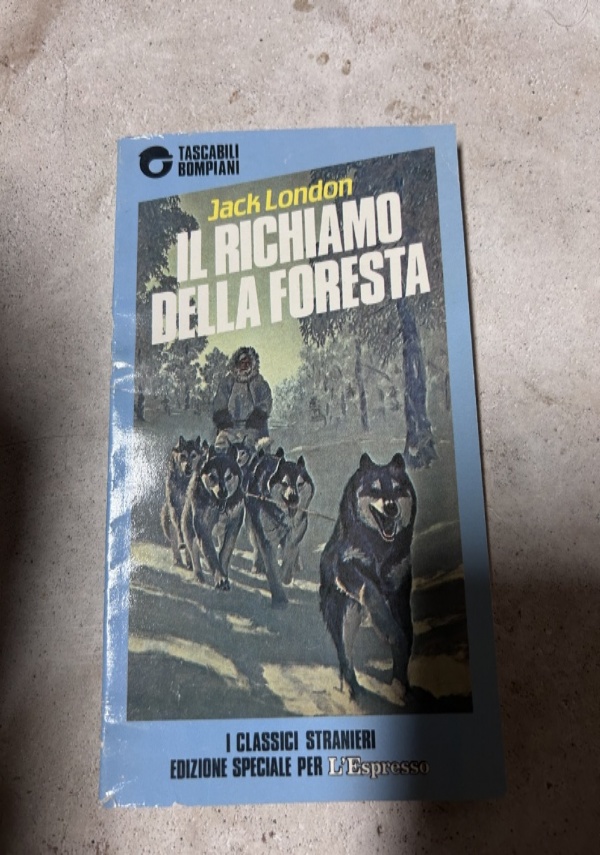 TASCABILI
BOMPIANI
Jack London
IL RICHIAMO
DELLA FORESTA
I CLASSICI STRANIERI
EDIZIONE SPECIALE PER L'Espresso